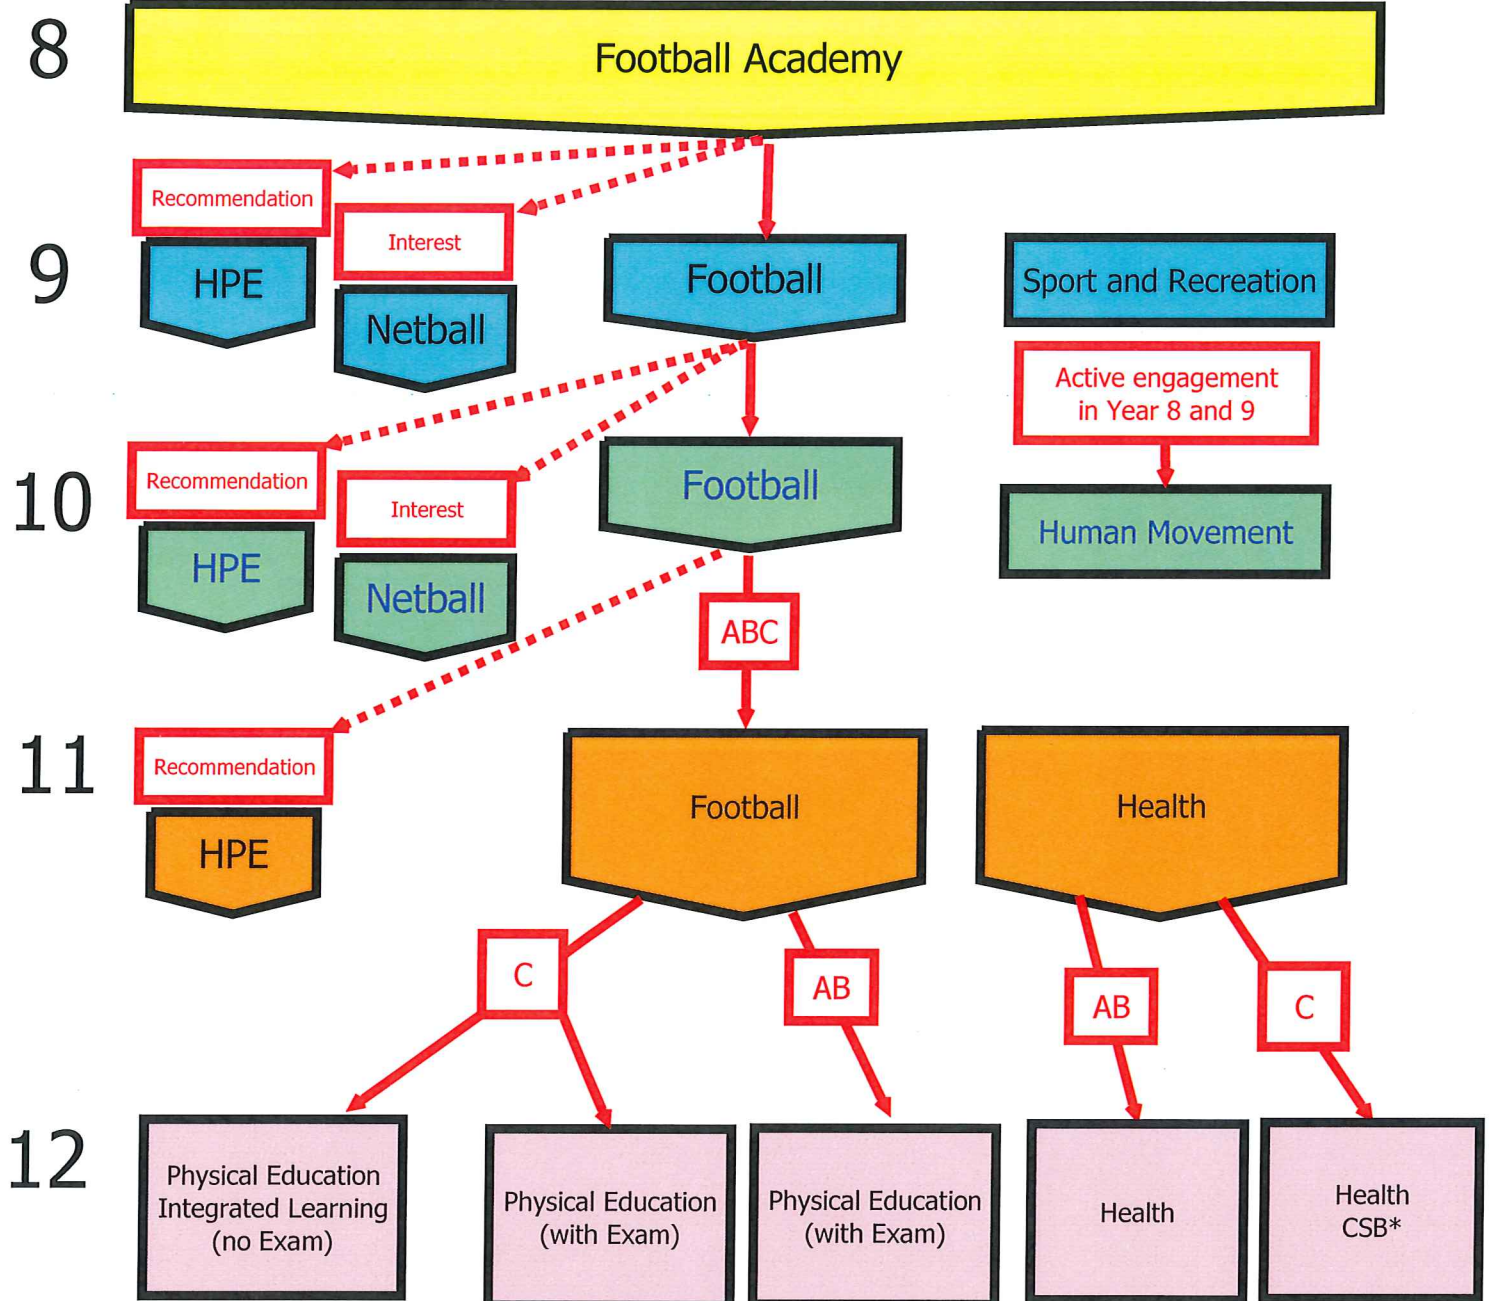 8
Football Academy
Recommendation
Interest
9
HPE
Netball
Football
Sport and Recreation
Active engagement
in Year 8 and 9
10
Recommendation
Interest
HPE
Netball
Football
Human Movement
ABC
11
Recommendation
HPE
Football
Health
C
AB
AB
C
12
Physical Education
Integrated Learning
(no Exam)
Physical Education
(with Exam)
Physical Education
(with Exam)
Health
Health
CSB*